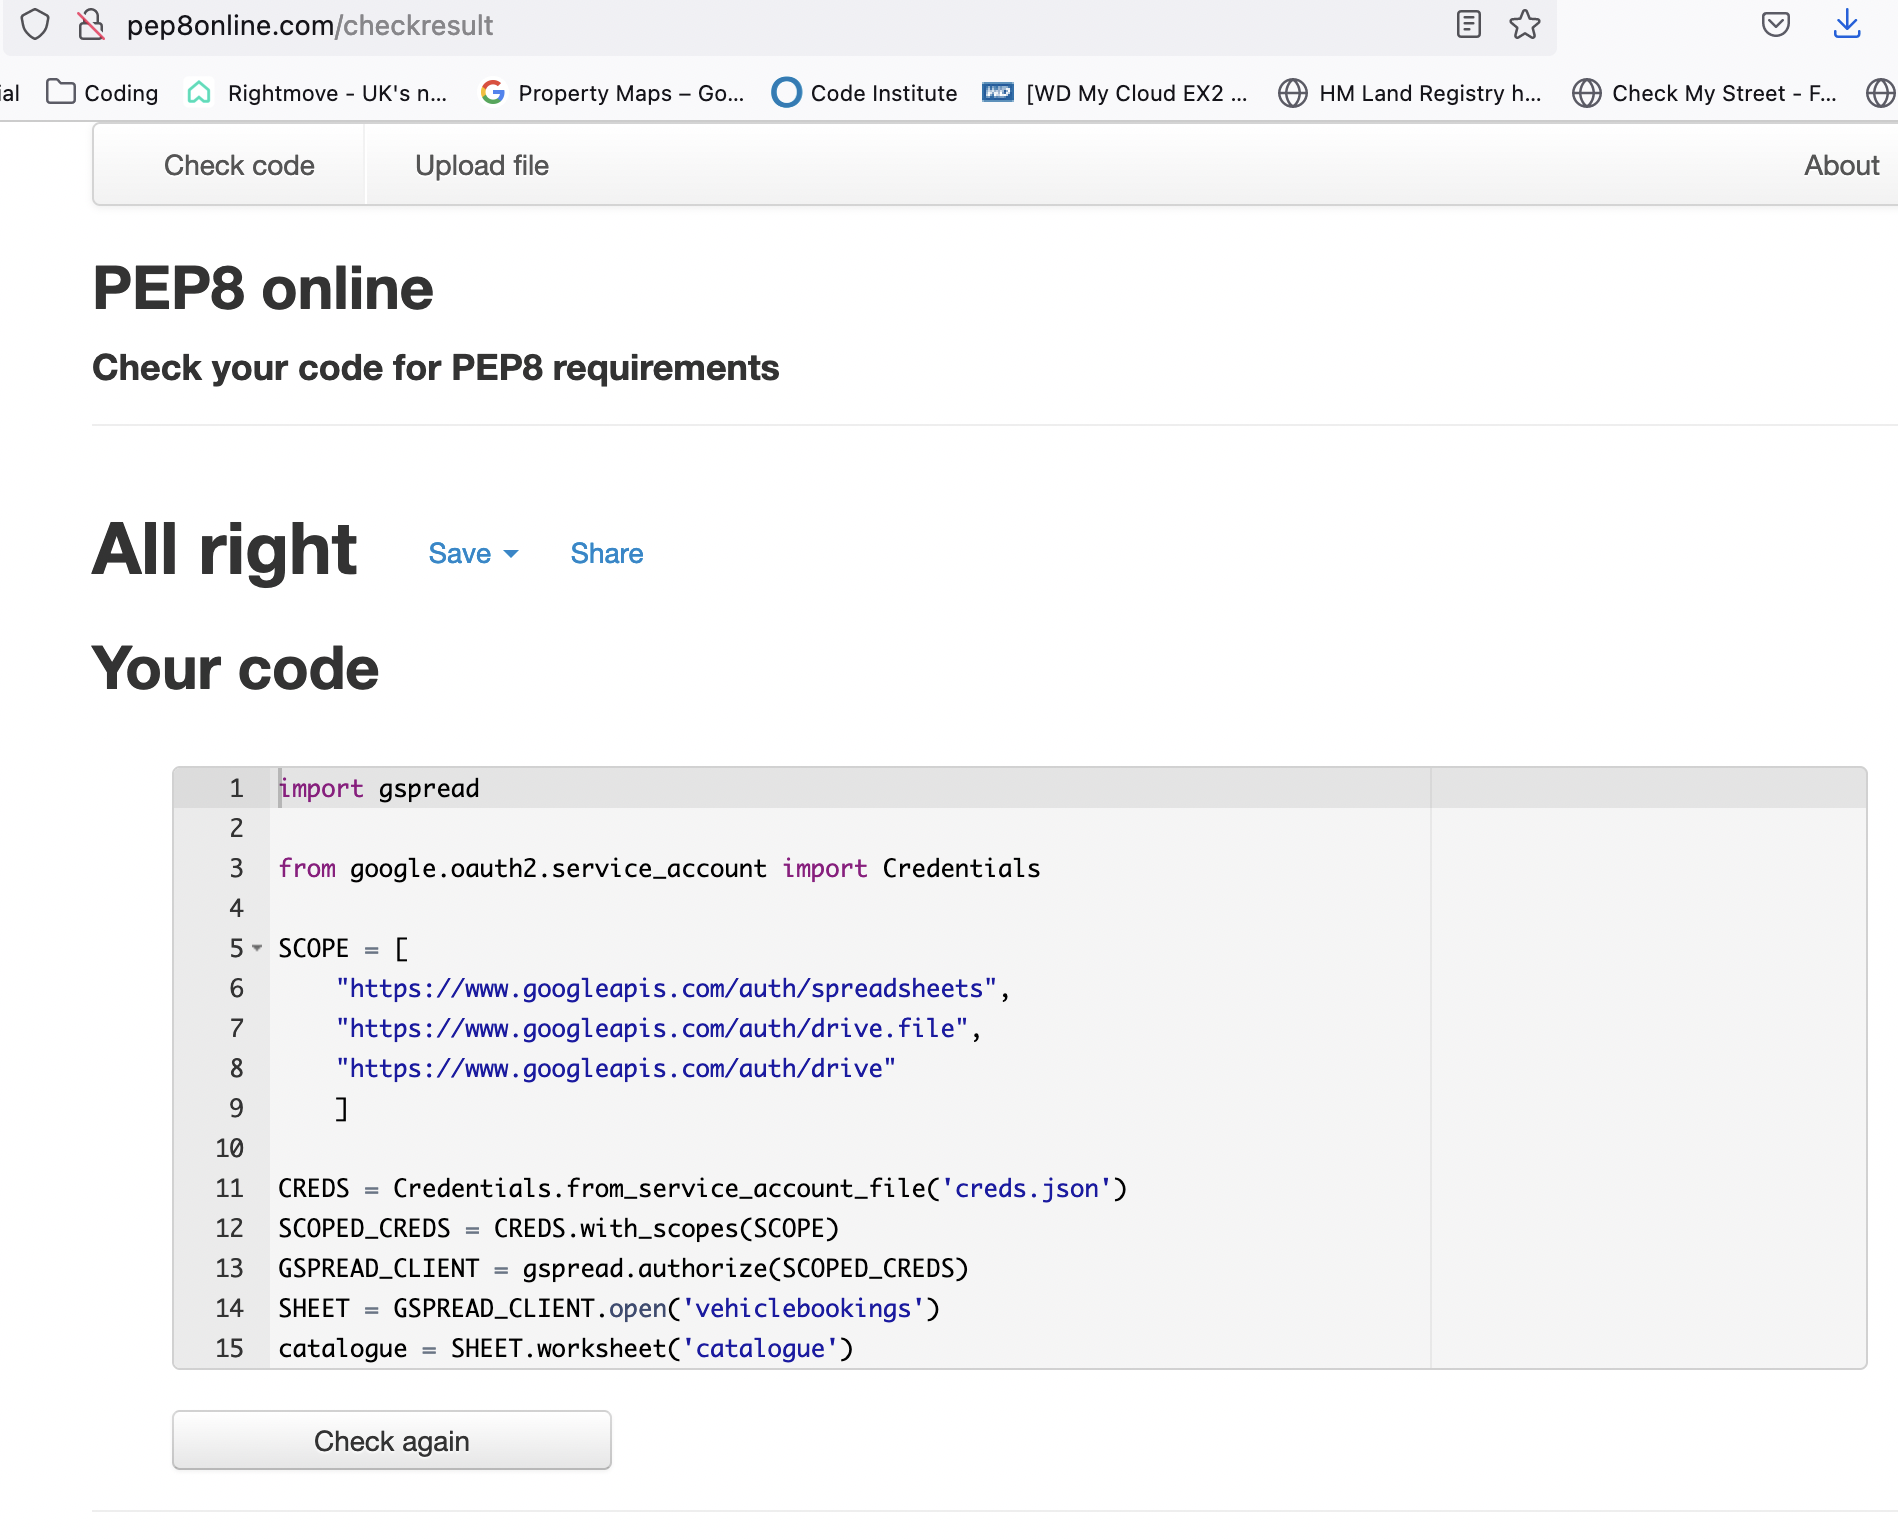 pep8online.com/checkresult
ial Coding Rightmove - UK's n... Property Maps – Go... Code Institute WD [WD My Cloud EX2 ... HM Land Registry h... Check My Street - F...
Check code Upload file About
PEP8 online
Check your code for PEP8 requirements
All right Save Share
Your code
1 import gspread
2
3 from google.oauth2.service_account import Credentials
4
5 SCOPE = [
6     "https://www.googleapis.com/auth/spreadsheets",
7     "https://www.googleapis.com/auth/drive.file",
8     "https://www.googleapis.com/auth/drive"
9     ]
10
11 CREDS = Credentials.from_service_account_file('creds.json')
12 SCOPED_CREDS = CREDS.with_scopes(SCOPE)
13 GSPREAD_CLIENT = gspread.authorize(SCOPED_CREDS)
14 SHEET = GSPREAD_CLIENT.open('vehiclebookings')
15 catalogue = SHEET.worksheet('catalogue')
Check again